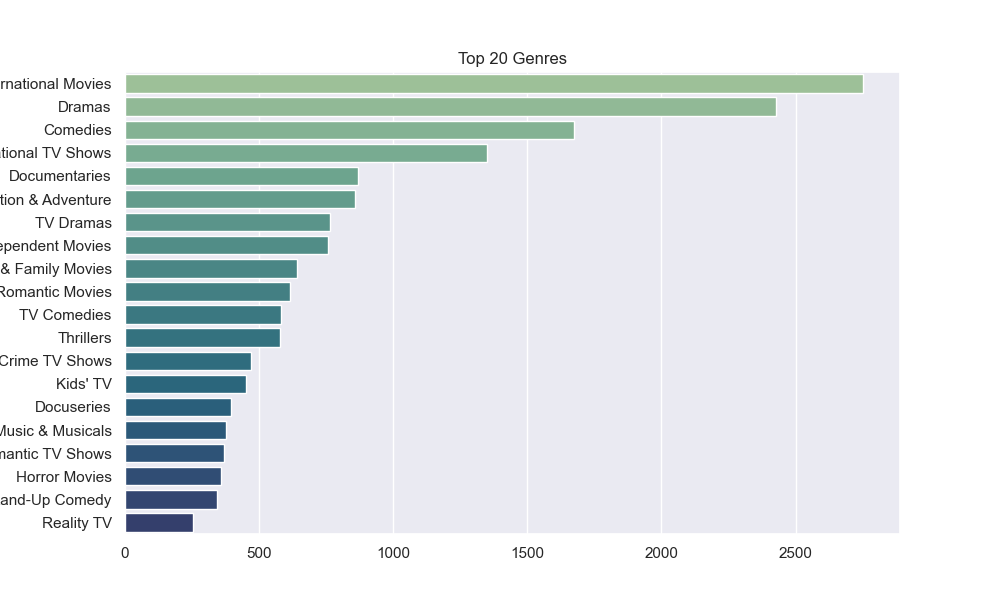 Top 20 Genres
rnational Movies
Dramas
Comedies
ational TV Shows
Documentaries
tion & Adventure
TV Dramas
ependent Movies
& Family Movies
Romantic Movies
TV Comedies
Thrillers
Crime TV Shows
Kids' TV
Docuseries
Music & Musicals
mantic TV Shows
Horror Movies
and-Up Comedy
Reality TV
0 500 1000 1500 2000 2500